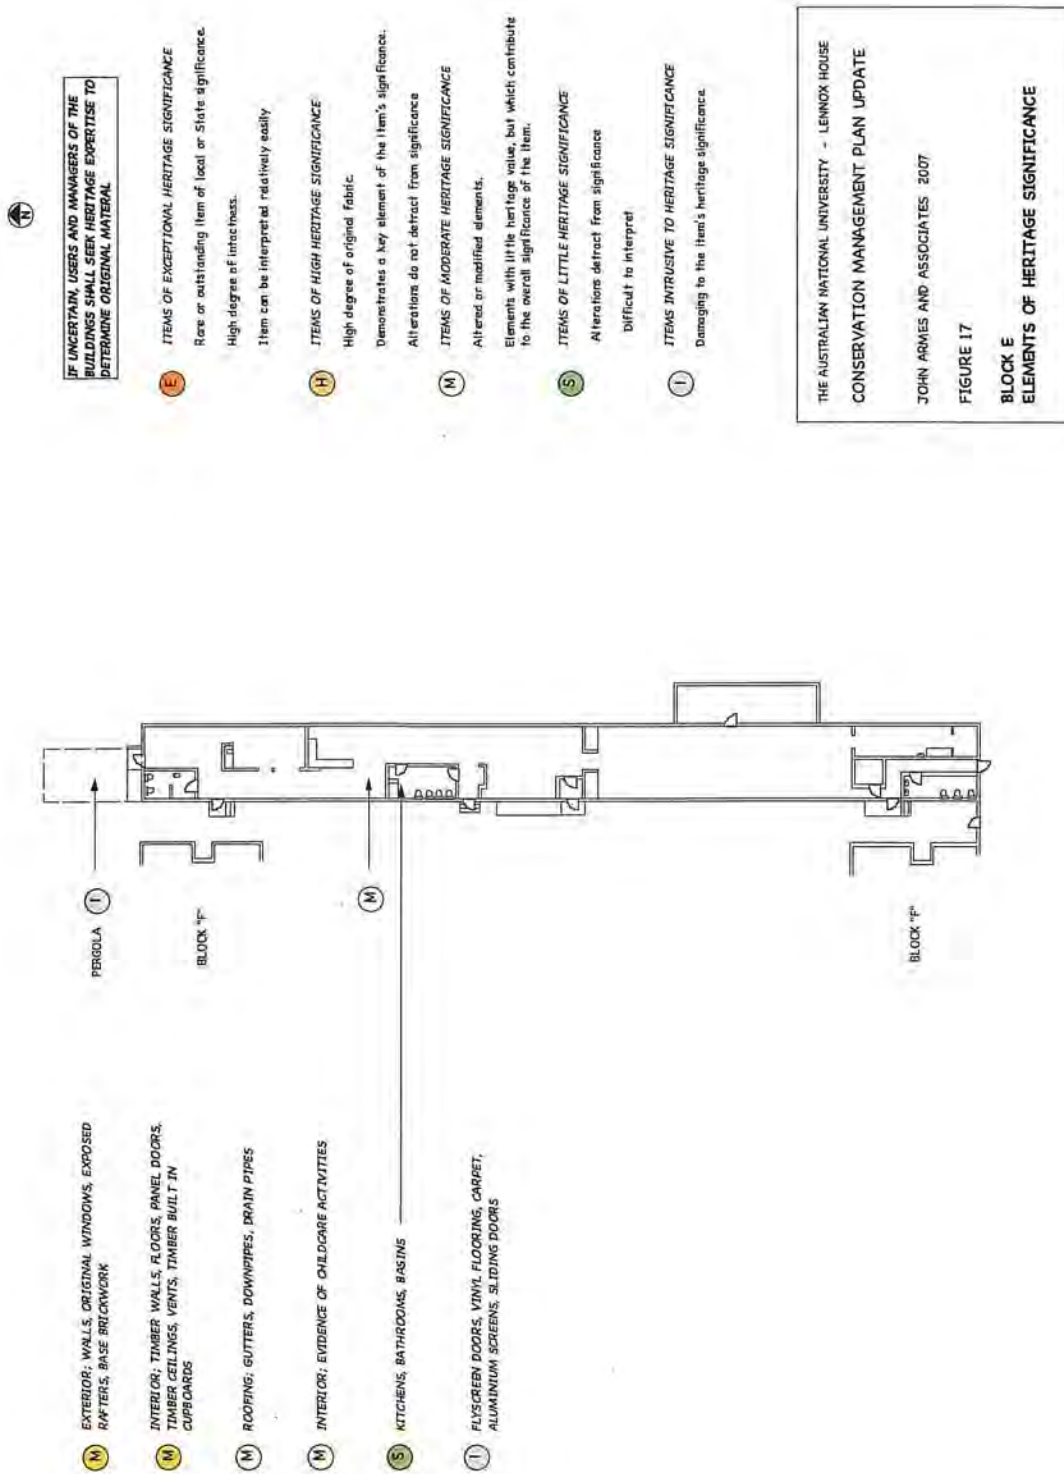 M EXTERIOR; WALLS, ORIGINAL WINDOWS, EXPOSED
RAFTERS, BASE BRICKWORK
M INTERIOR; TIMBER WALLS, FLOORS, PANEL DOORS,
TIMBER CEILINGS, VENTS, TIMBER BUILT IN
CUPBOARDS
M ROOFING; GUTTERS, DOWNPIPES, DRAIN PIPES
M INTERIOR; EVIDENCE OF CHILDCARE ACTIVITIES
S KITCHENS, BATHROOMS, BASINS
I FLYSCREEN DOORS, VINYL FLOORING, CARPET,
ALUMINIUM SCREENS, SLIDING DOORS
PERGOLA I
BLOCK "F"
M
BLOCK "F"
N
IF UNCERTAIN, USERS AND MANAGERS OF THE
BUILDINGS SHALL SEEK HERITAGE EXPERTISE TO
DETERMINE ORIGINAL MATERAL
E ITEMS OF EXCEPTIONAL HERITAGE SIGNIFICANCE
Rare or outstanding item of local or State significance.
High degree of intactness.
Item can be interpreted relatively easily
H ITEMS OF HIGH HERITAGE SIGNIFICANCE
High degree of original fabric.
Demonstrates a key element of the item's significance.
Alterations do not detract from significance
M ITEMS OF MODERATE HERITAGE SIGNIFICANCE
Altered or modified elements.
Elements with little heritage value, but which contribute
to the overall significance of the item.
S ITEMS OF LITTLE HERITAGE SIGNIFICANCE
Alterations detract from significance
Difficult to interpret
I ITEMS INTRUSIVE TO HERITAGE SIGNIFICANCE
Damaging to the item's heritage significance.
THE AUSTRALIAN NATIONAL UNIVERSITY - LENNOX HOUSE
CONSERVATION MANAGEMENT PLAN UPDATE
JOHN ARMES AND ASSOCIATES 2007
FIGURE 17
BLOCK E
ELEMENTS OF HERITAGE SIGNIFICANCE